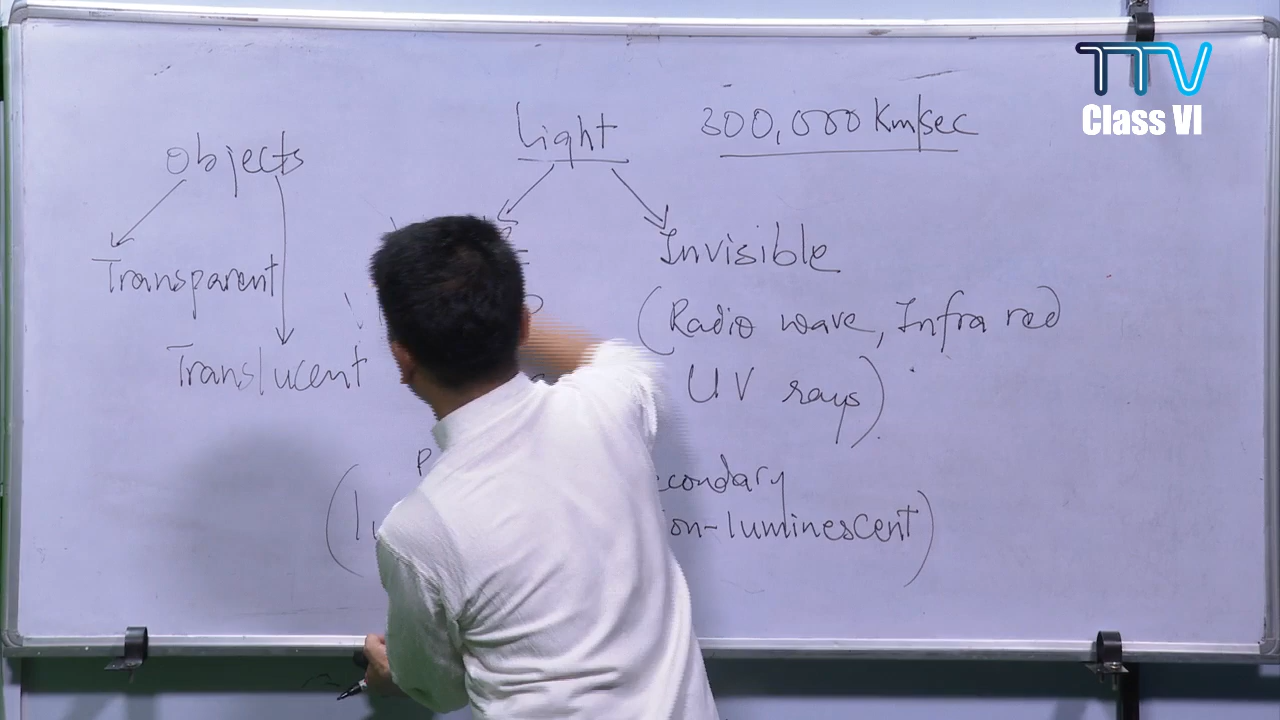 TTV
Class VI
Light
300,000 Km/sec
Objects
Invisible
Transparent
(Radio wave, Infra red
Translucent
UV rays)
condary
on-luminescent)